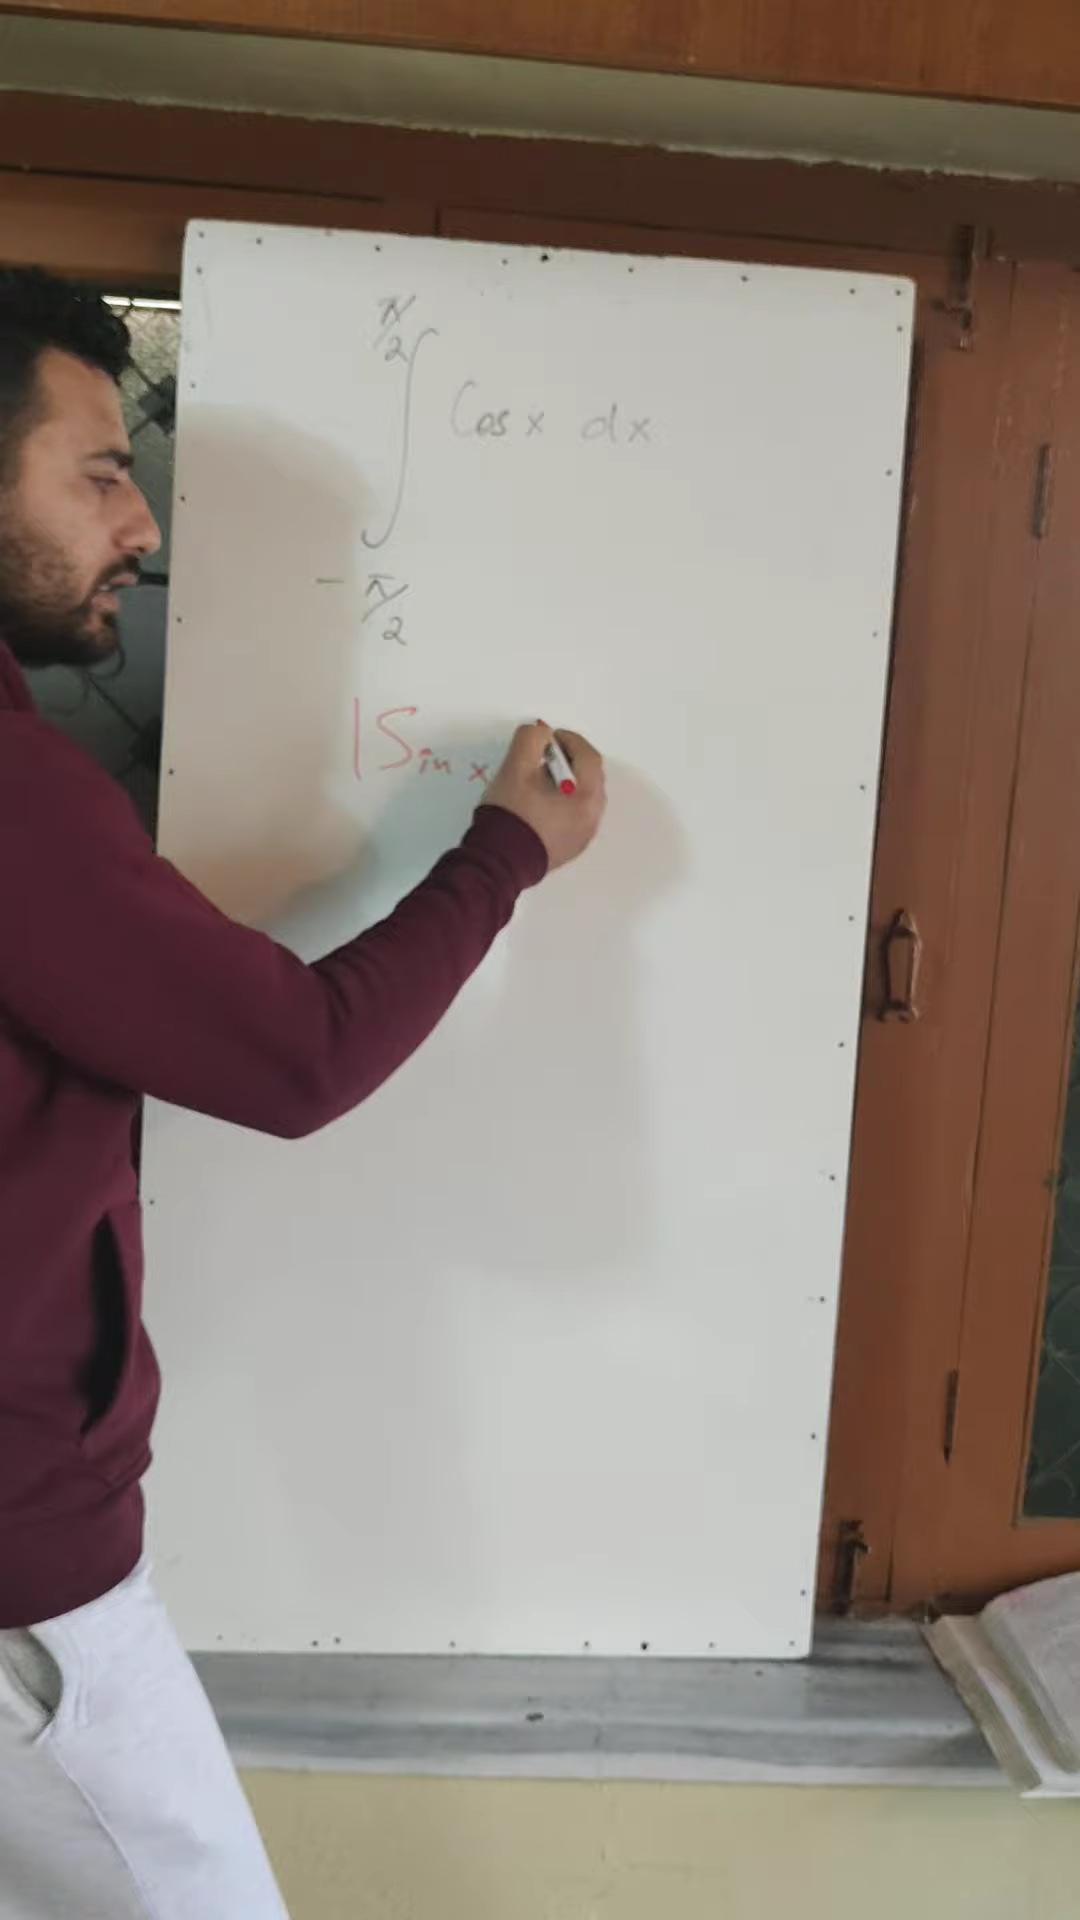 π/2
∫ Cos x dx
- π/2
|Sin x